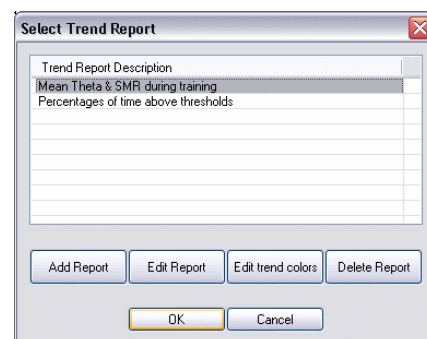 Select Trend Report
Trend Report Description
Mean Theta & SMR during training
Percentages of time above thresholds
Add Report Edit Report Edit trend colors Delete Report
OK Cancel